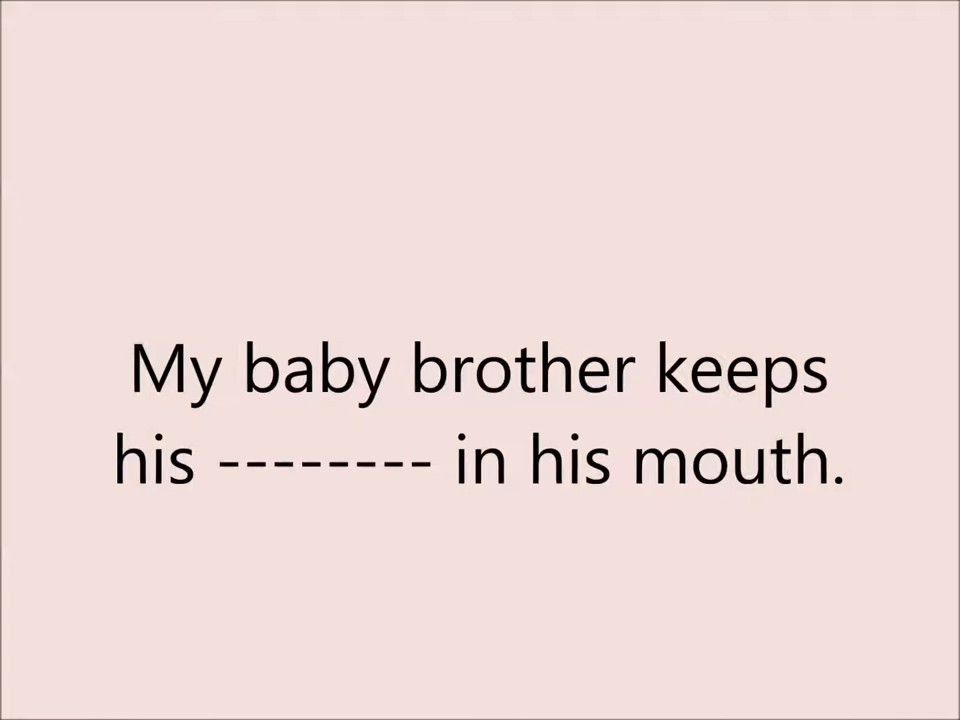 My baby brother keeps
his -------- in his mouth.